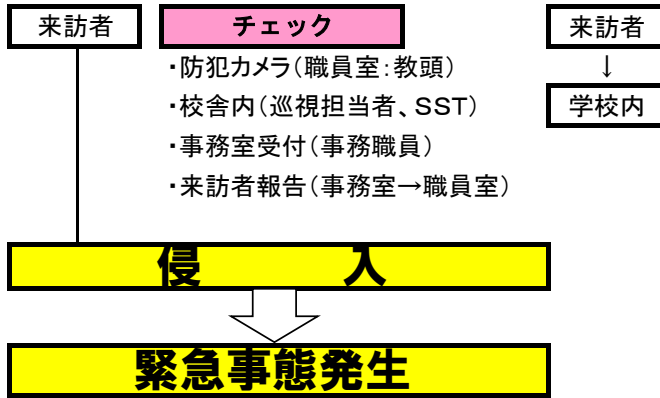 来訪者
チェック
・防犯カメラ(職員室:教頭)
・校舎内(巡視担当者、SST)
・事務室受付(事務職員)
・来訪者報告(事務室→職員室)
来訪者
↓
学校内
侵　入
緊急事態発生